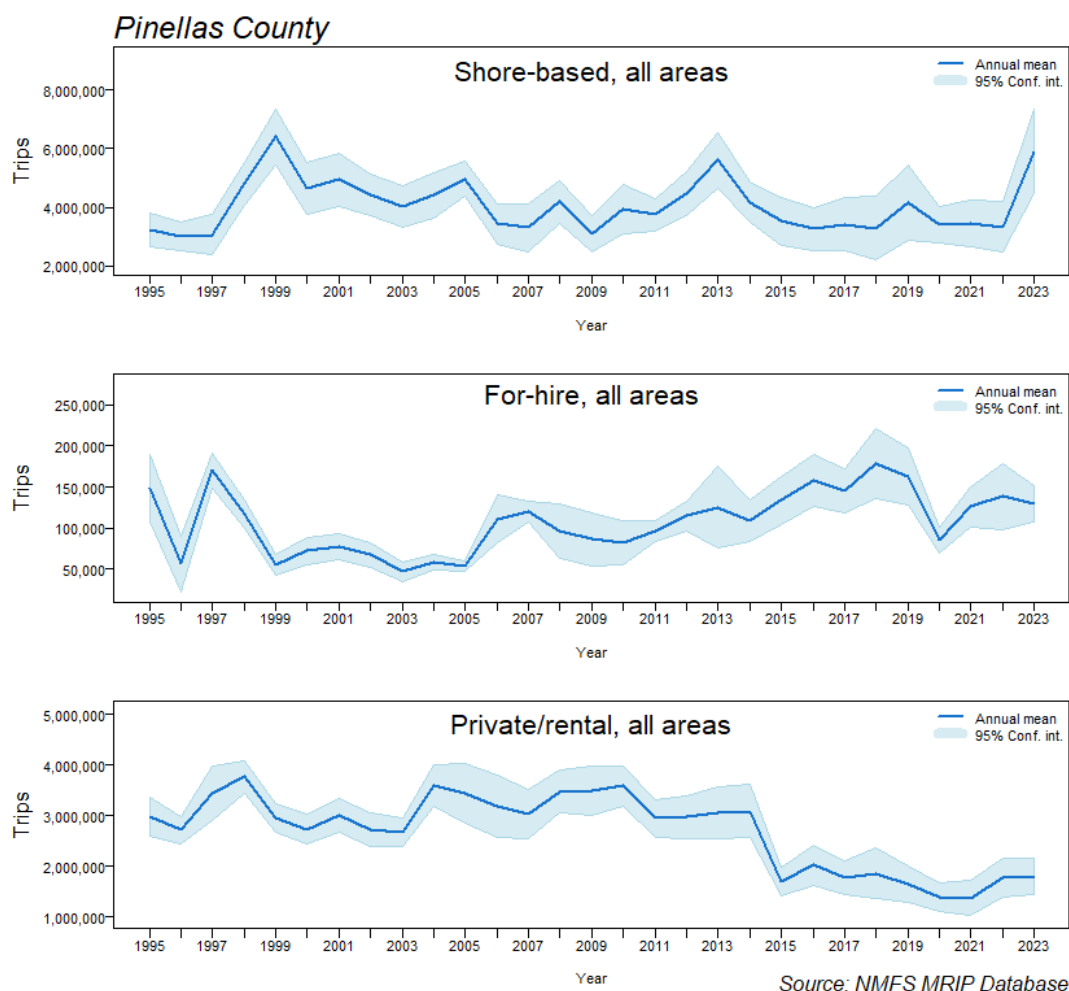 Pinellas County
Shore-based, all areas
Annual mean
95% Conf. int.
Trips
8,000,000
6,000,000
4,000,000
2,000,000
1995 1997 1999 2001 2003 2005 2007 2009 2011 2013 2015 2017 2019 2021 2023
Year
For-hire, all areas
Annual mean
95% Conf. int.
Trips
250,000
200,000
150,000
100,000
50,000
1995 1997 1999 2001 2003 2005 2007 2009 2011 2013 2015 2017 2019 2021 2023
Year
Private/rental, all areas
Annual mean
95% Conf. int.
Trips
5,000,000
4,000,000
3,000,000
2,000,000
1,000,000
1995 1997 1999 2001 2003 2005 2007 2009 2011 2013 2015 2017 2019 2021 2023
Year
Source: NMFS MRIP Database